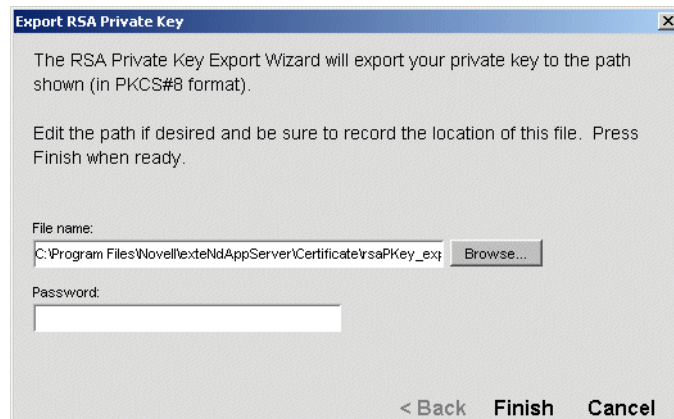 Export RSA Private Key
The RSA Private Key Export Wizard will export your private key to the path
shown (in PKCS#8 format).
Edit the path if desired and be sure to record the location of this file. Press
Finish when ready.
File name:
C:\Program Files\Novell\exteNdAppServer\Certificate\rsaPKey_exp
Browse...
Password:
< Back Finish Cancel